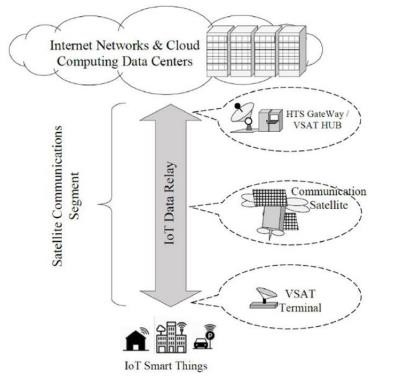 Internet Networks & Cloud
Computing Data Centers
HTS GateWay /
VSAT HUB
Satellite Communications
Segment
IoT Data Relay
Communication
Satellite
VSAT
Terminal
P
IoT Smart Things